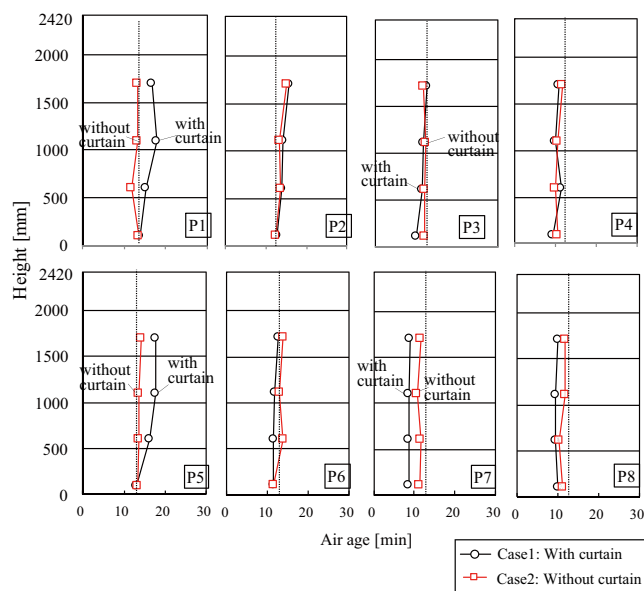 2420
2000
1500
1000
500
0
without
curtain
with
curtain
P1
P2
with
curtain
without
curtain
P3
P4
Height [mm]
2420
2000
1500
1000
500
0
without
curtain
with
curtain
P5
P6
with
curtain
without
curtain
P7
P8
0 10 20 30 0 10 20 30 0 10 20 30 0 10 20 30
Air age [min]
Case1: With curtain
Case2: Without curtain